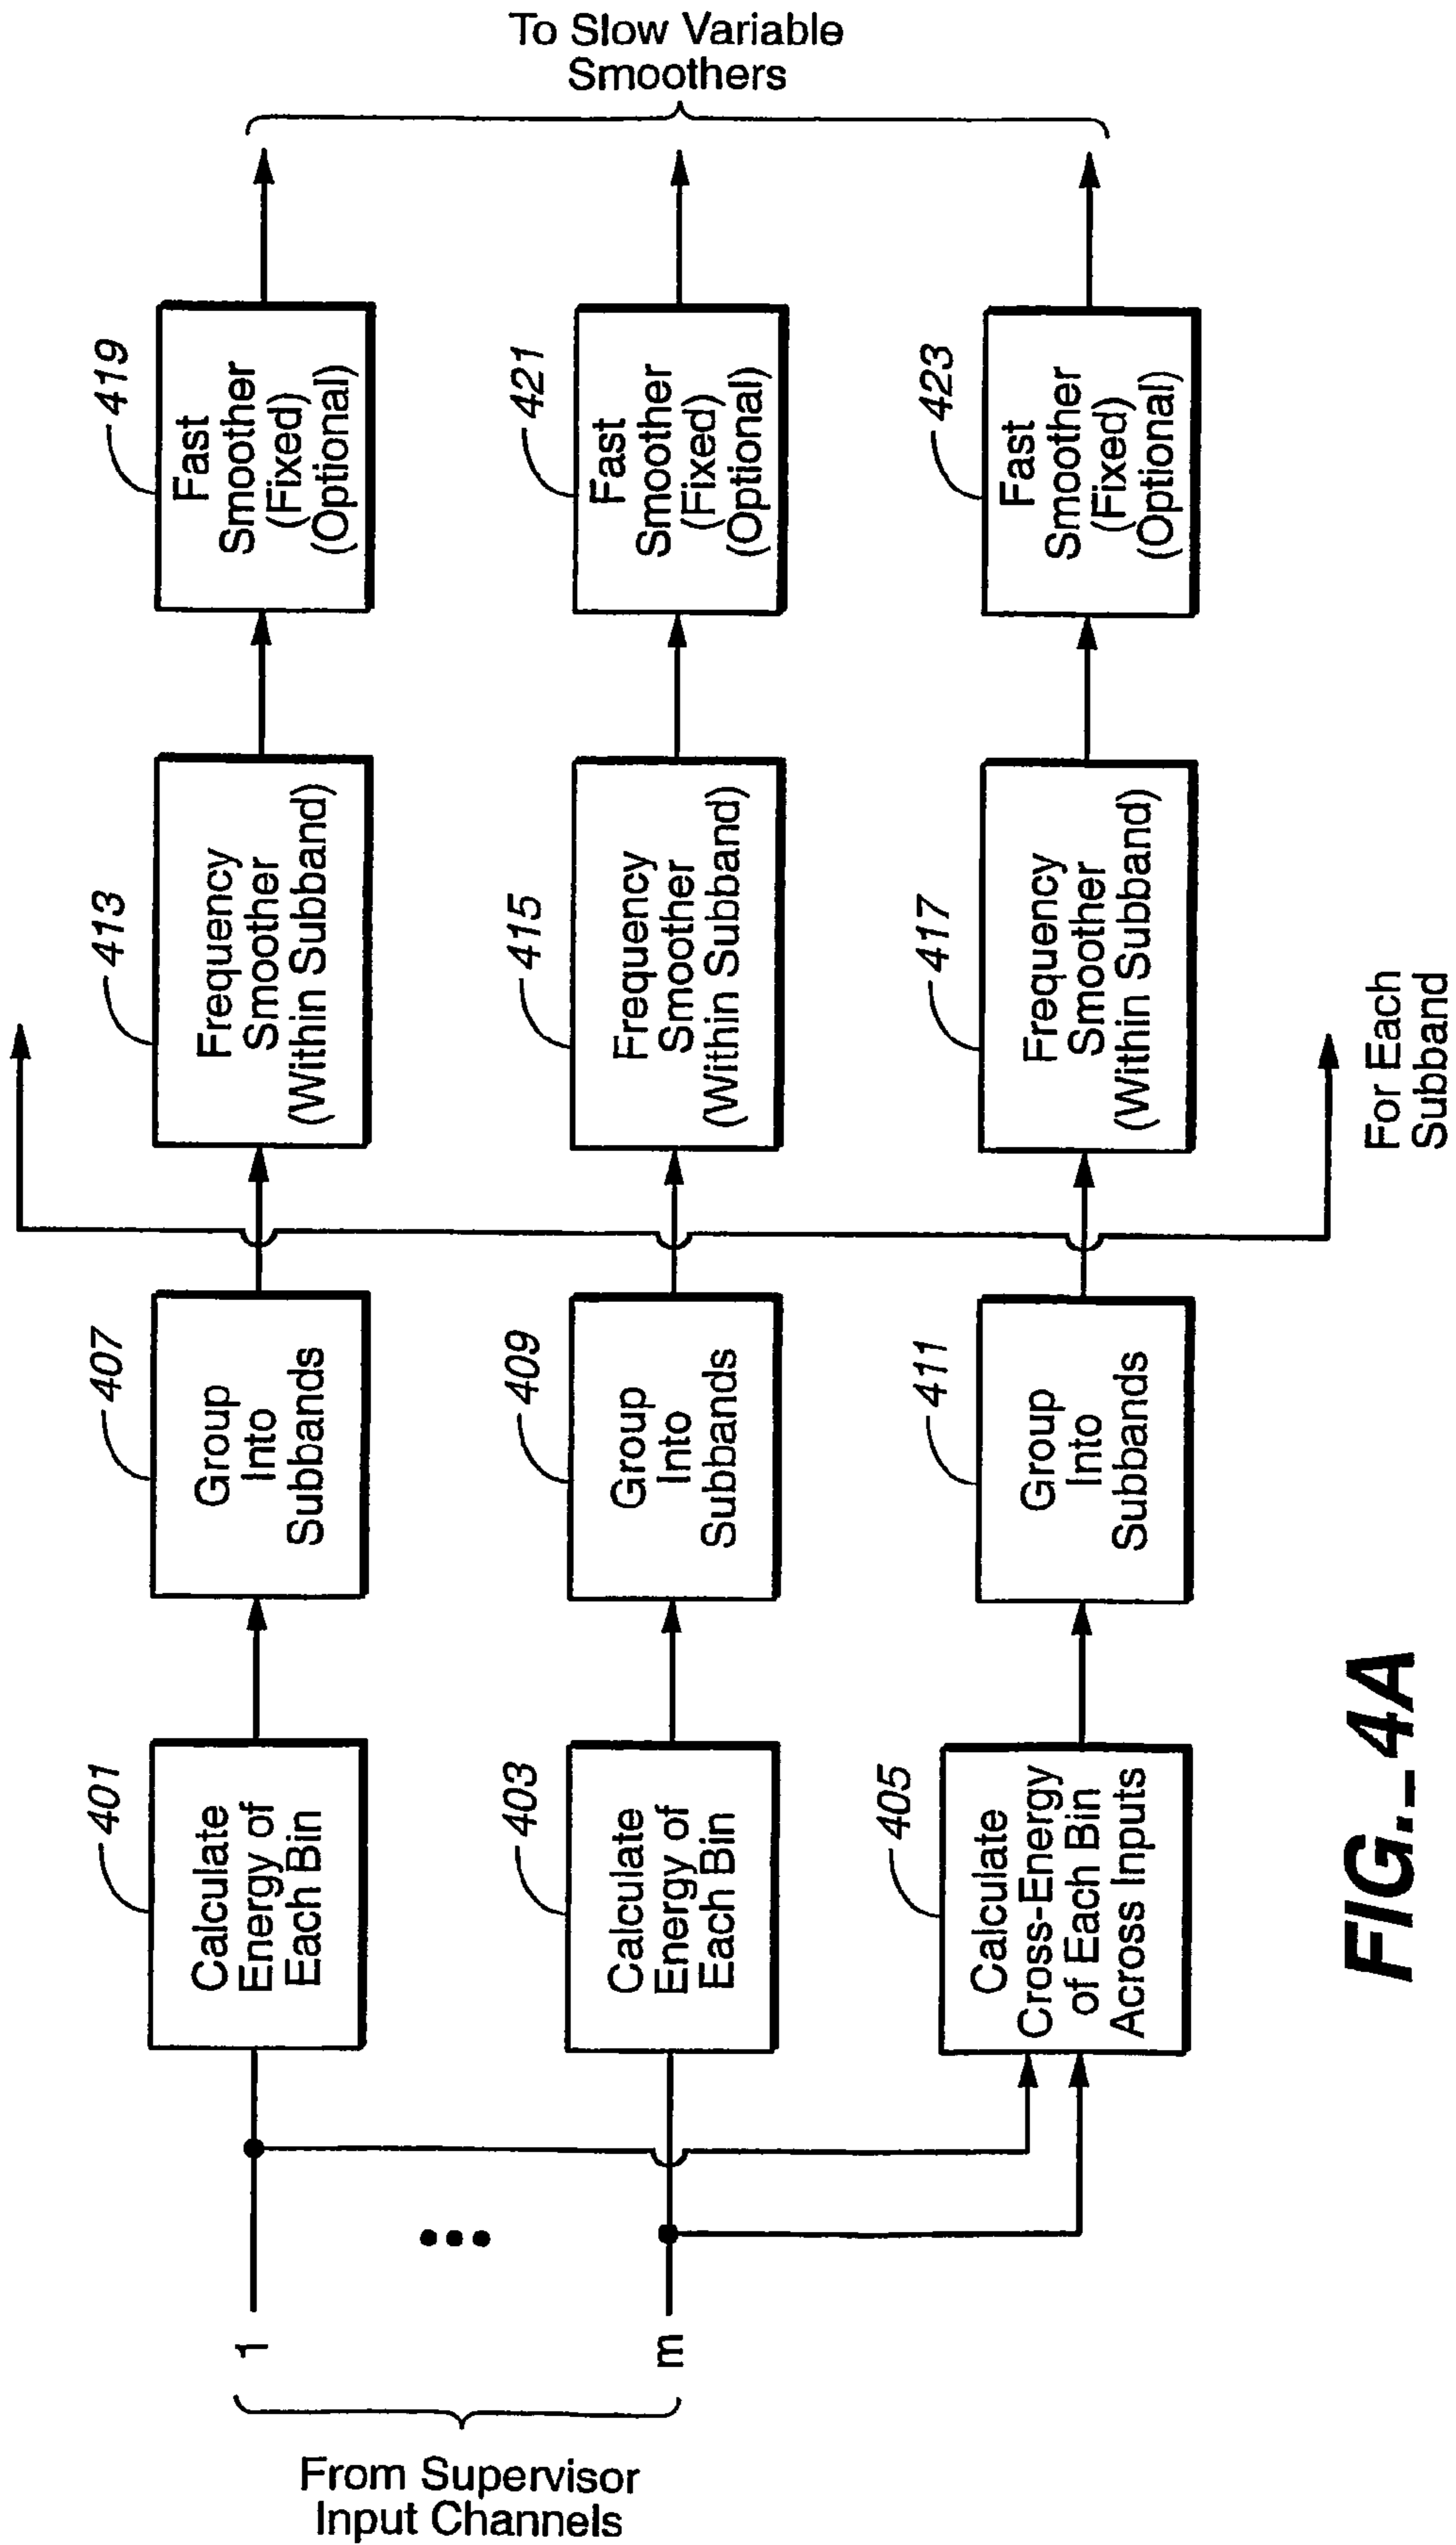 To Slow Variable
Smoothers
419
Fast
Smoother
(Fixed)
(Optional)
421
Fast
Smoother
(Fixed)
(Optional)
423
Fast
Smoother
(Fixed)
(Optional)
413
Frequency
Smoother
(Within Subband)
415
Frequency
Smoother
(Within Subband)
417
Frequency
Smoother
(Within Subband)
For Each
Subband
407
Group
Into
Subbands
409
Group
Into
Subbands
411
Group
Into
Subbands
401
Calculate
Energy of
Each Bin
403
Calculate
Energy of
Each Bin
405
Calculate
Cross-Energy
of Each Bin
Across Inputs
1
m
From Supervisor
Input Channels
FIG._4A